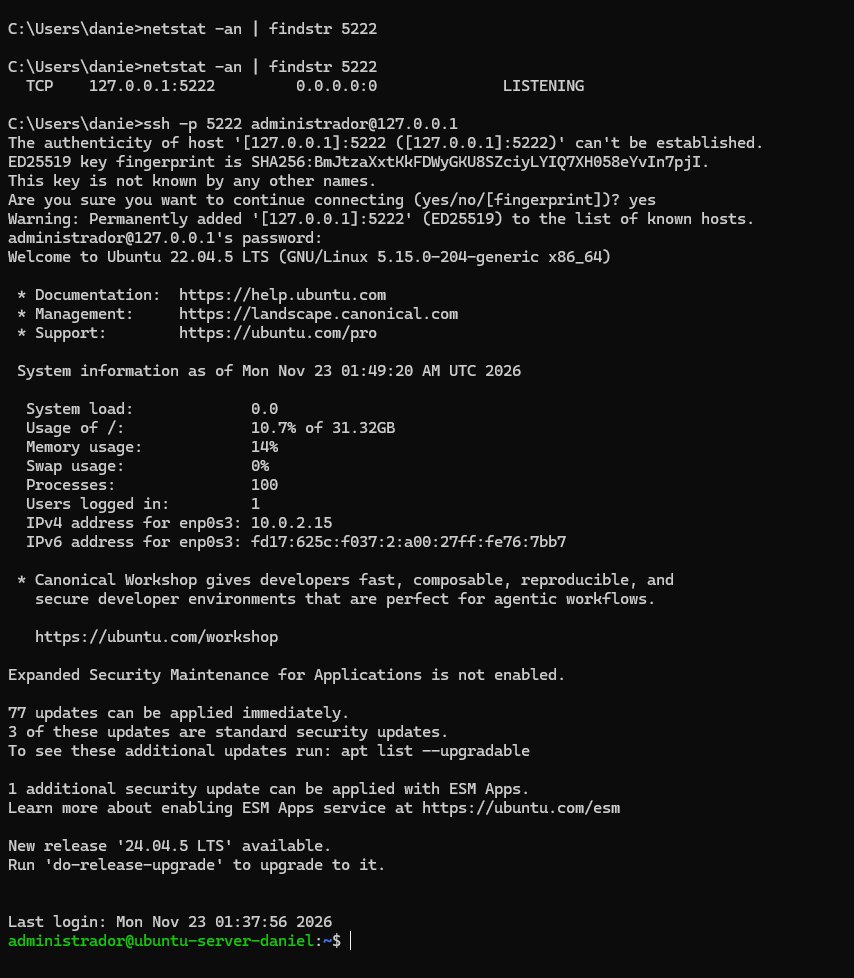 C:\Users\danie>netstat -an | findstr 5222
C:\Users\danie>netstat -an | findstr 5222
  TCP    127.0.0.1:5222         0.0.0.0:0              LISTENING
C:\Users\danie>ssh -p 5222 administrador@127.0.0.1
The authenticity of host '[127.0.0.1]:5222 ([127.0.0.1]:5222)' can't be established.
ED25519 key fingerprint is SHA256:BmJtzaXxtKkFDWyGKU8SZciyLYIQ7XH058eYvIn7pjI.
This key is not known by any other names.
Are you sure you want to continue connecting (yes/no/[fingerprint])? yes
Warning: Permanently added '[127.0.0.1]:5222' (ED25519) to the list of known hosts.
administrador@127.0.0.1's password:
Welcome to Ubuntu 22.04.5 LTS (GNU/Linux 5.15.0-204-generic x86_64)
 * Documentation:  https://help.ubuntu.com
 * Management:     https://landscape.canonical.com
 * Support:        https://ubuntu.com/pro
 System information as of Mon Nov 23 01:49:20 AM UTC 2026
  System load:             0.0
  Usage of /:              10.7% of 31.32GB
  Memory usage:            14%
  Swap usage:              0%
  Processes:               100
  Users logged in:         1
  IPv4 address for enp0s3: 10.0.2.15
  IPv6 address for enp0s3: fd17:625c:f037:2:a00:27ff:fe76:7bb7
 * Canonical Workshop gives developers fast, composable, reproducible, and
   secure developer environments that are perfect for agentic workflows.
   https://ubuntu.com/workshop
Expanded Security Maintenance for Applications is not enabled.
77 updates can be applied immediately.
3 of these updates are standard security updates.
To see these additional updates run: apt list --upgradable
1 additional security update can be applied with ESM Apps.
Learn more about enabling ESM Apps service at https://ubuntu.com/esm
New release '24.04.5 LTS' available.
Run 'do-release-upgrade' to upgrade to it.
Last login: Mon Nov 23 01:37:56 2026
administrador@ubuntu-server-daniel:~$